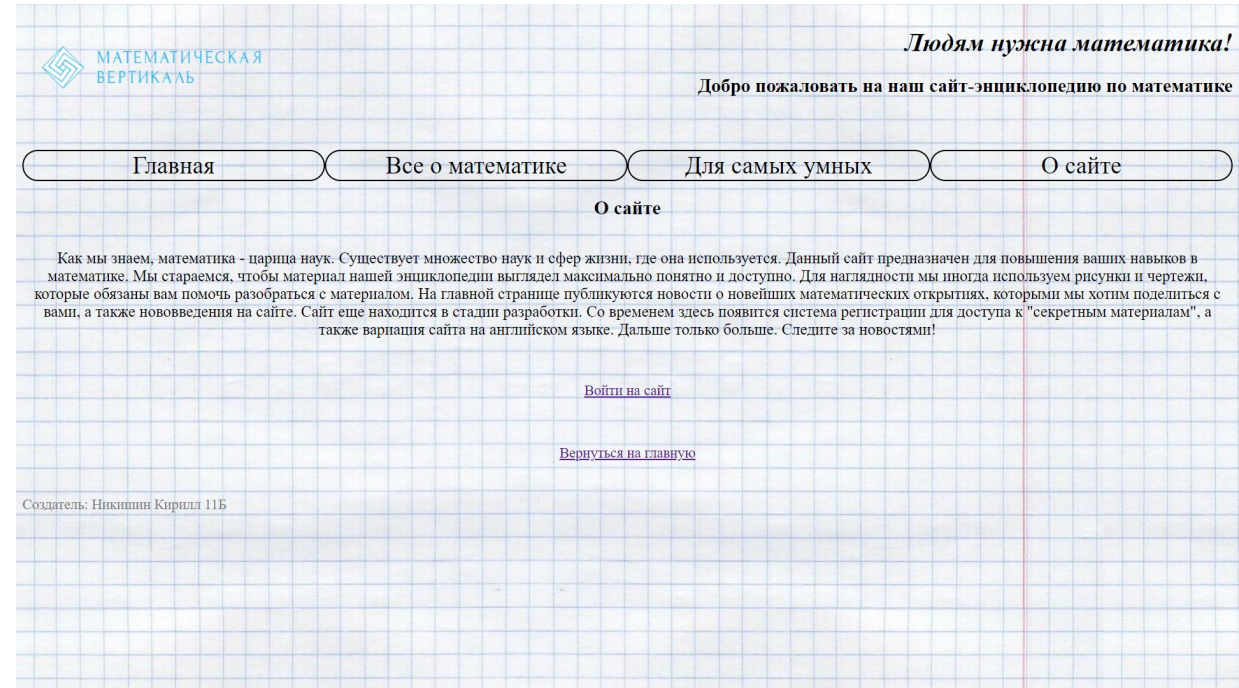 МАТЕМАТИЧЕСКАЯ
ВЕРТИКАЛЬ
Людям нужна математика!
Добро пожаловать на наш сайт-энциклопедию по математике
Главная
Все о математике
Для самых умных
О сайте
О сайте
Как мы знаем, математика - царица наук. Существует множество наук и сфер жизни, где она используется. Данный сайт предназначен для повышения ваших навыков в
математике. Мы стараемся, чтобы материал нашей энциклопедии выглядел максимально понятно и доступно. Для наглядности мы иногда используем рисунки и чертежи,
которые обязаны вам помочь разобраться с материалом. На главной странице публикуются новости о новейших математических открытиях, которыми мы хотим поделиться с
вами, а также нововведения на сайте. Сайт еще находится в стадии разработки. Со временем здесь появится система регистрации для доступа к "секретным материалам", а
также вариация сайта на английском языке. Дальше только больше. Следите за новостями!
Войти на сайт
Вернуться на главную
Создатель: Никишин Кирилл 11Б